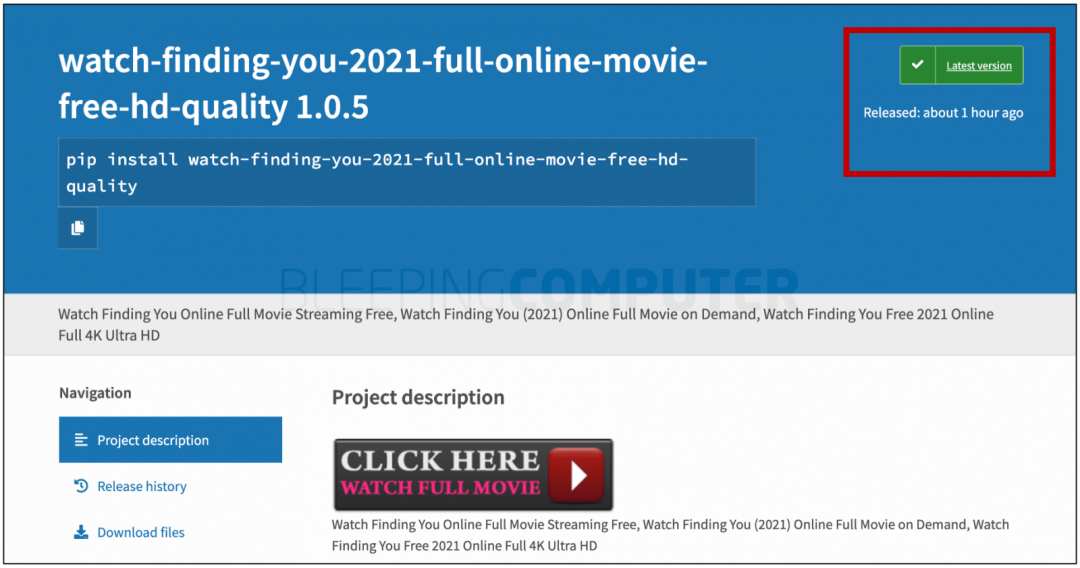 watch-finding-you-2021-full-online-movie-
free-hd-quality 1.0.5
Latest version
Released: about 1 hour ago
pip install watch-finding-you-2021-full-online-movie-free-hd-
quality
BLEEPINGCOMPUTER
Watch Finding You Online Full Movie Streaming Free, Watch Finding You (2021) Online Full Movie on Demand, Watch Finding You Free 2021 Online
Full 4K Ultra HD
Navigation
Project description
Release history
Download files
Project description
CLICK HERE
WATCH FULL MOVIE
Watch Finding You Online Full Movie Streaming Free, Watch Finding You (2021) Online Full Movie on Demand, Watch
Finding You Free 2021 Online Full 4K Ultra HD